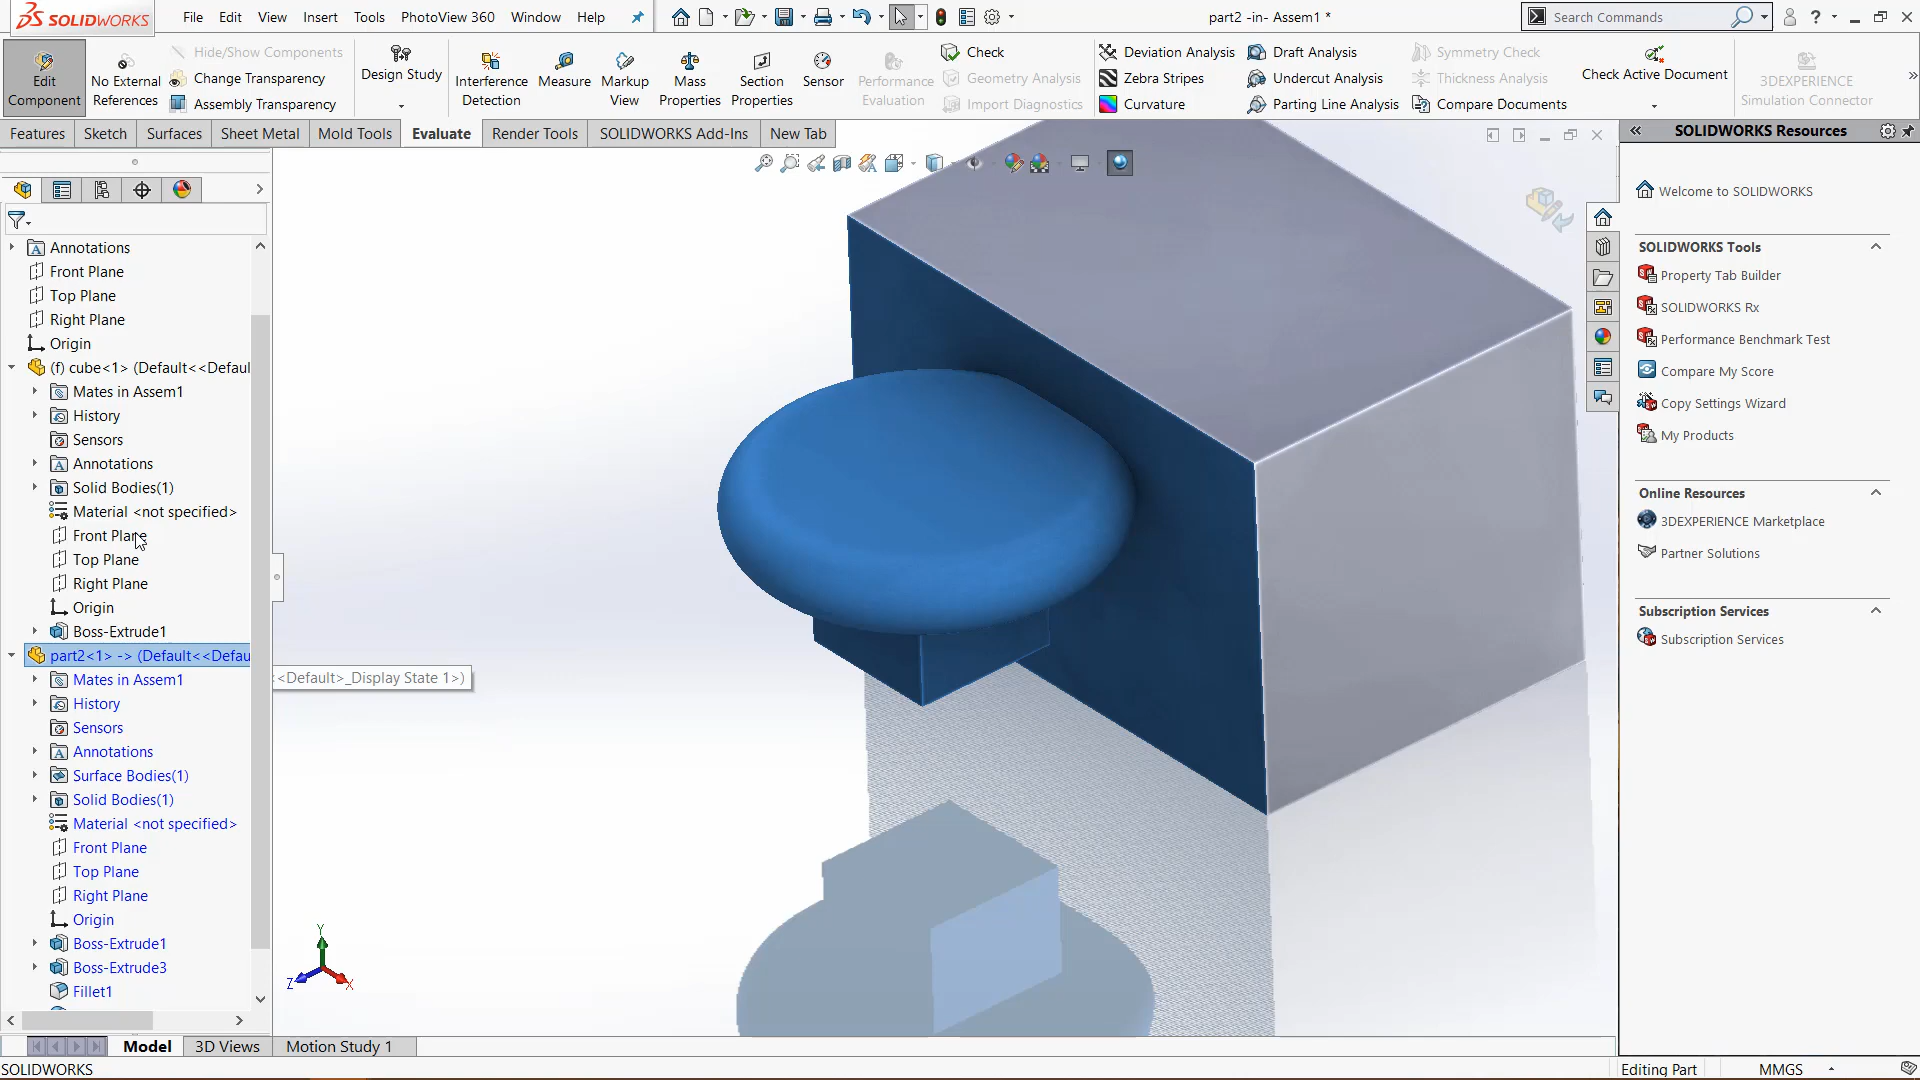 SOLIDWORKS
File Edit View Insert Tools PhotoView 360 Window Help
part2 -in- Assem1 *
Search Commands
Edit Component
No External References
Hide/Show Components
Change Transparency
Assembly Transparency
Design Study
Interference Detection
Measure
Markup View
Mass Properties
Section Properties
Sensor
Performance Evaluation
Check
Geometry Analysis
Import Diagnostics
Deviation Analysis
Zebra Stripes
Curvature
Draft Analysis
Undercut Analysis
Parting Line Analysis
Symmetry Check
Thickness Analysis
Compare Documents
Check Active Document
3DEXPERIENCE Simulation Connector
Features Sketch Surfaces Sheet Metal Mold Tools Evaluate Render Tools SOLIDWORKS Add-Ins New Tab
Annotations
Front Plane
Top Plane
Right Plane
Origin
(f) cube<1> (Default<<Defaul
Mates in Assem1
History
Sensors
Annotations
Solid Bodies(1)
Material <not specified>
Front Plane
Top Plane
Right Plane
Origin
Boss-Extrude1
part2<1> -> (Default<<Defau
<<Default>_Display State 1>)
Mates in Assem1
History
Sensors
Annotations
Surface Bodies(1)
Solid Bodies(1)
Material <not specified>
Front Plane
Top Plane
Right Plane
Origin
Boss-Extrude1
Boss-Extrude3
Fillet1
Y
Z
X
SOLIDWORKS Resources
Welcome to SOLIDWORKS
SOLIDWORKS Tools
Property Tab Builder
SOLIDWORKS Rx
Performance Benchmark Test
Compare My Score
Copy Settings Wizard
My Products
Online Resources
3DEXPERIENCE Marketplace
Partner Solutions
Subscription Services
Subscription Services
Model 3D Views Motion Study 1
SOLIDWORKS
Editing Part
MMGS